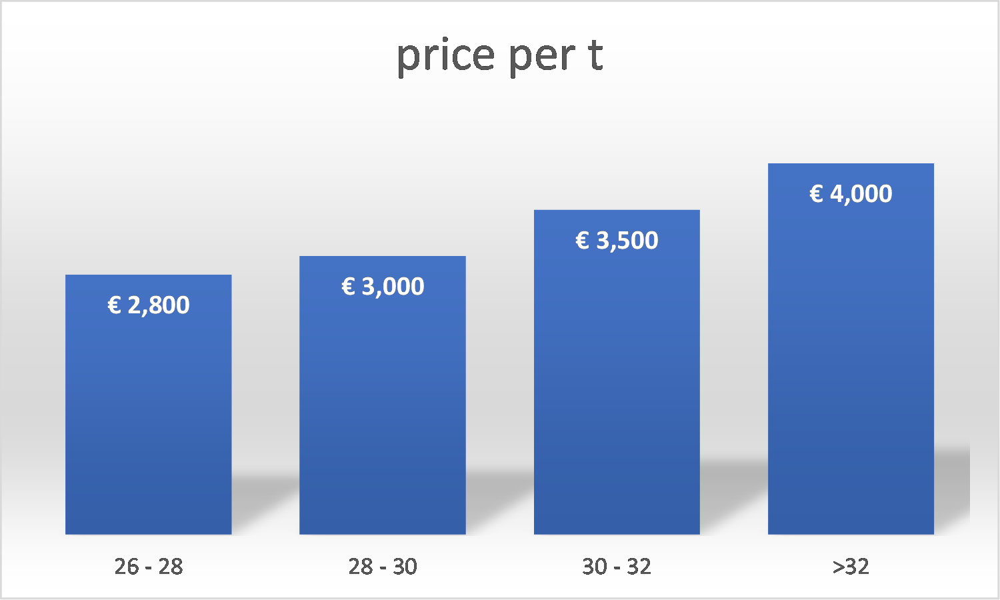 price per t
€ 4,000
€ 3,500
€ 3,000
€ 2,800
26 - 28
28 - 30
30 - 32
>32